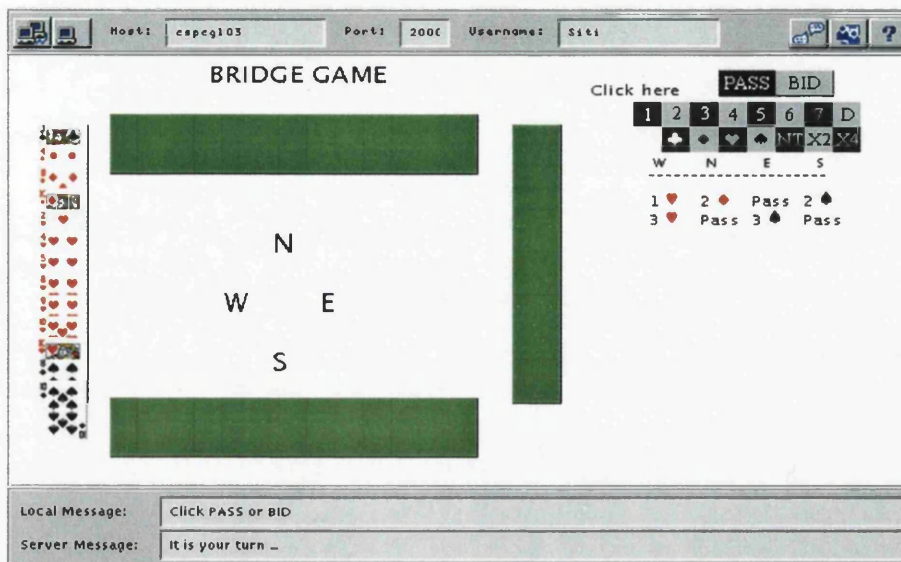 Host: cspcg103 Port: 200( Username: Siti ?
BRIDGE GAME
Click here PASS BID
1 2 3 4 5 6 7 D
♣ ♦ ♥ ♠ NT X2 X4
W N E S
1 ♥ 2 ♦ Pass 2 ♠
3 ♥ Pass 3 ♠ Pass
N
W E
S
Local Message: Click PASS or BID
Server Message: It is your turn ...